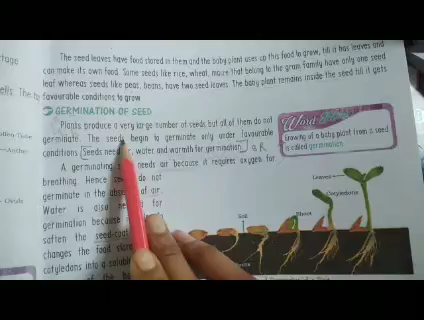 The seed leaves have food stored in them and the baby plant uses up this food to grow, till it has leaves and
can make its own food. Some seeds like rice, wheat, maize that belong to the gram family have only one seed
leaf whereas seeds like peas, beans, have two seed leaves. The baby plant remains inside the seed till it gets
favourable conditions to grow
rtage
ells. The
GERMINATION OF SEED
Plants produce a very large number of seeds but all of them do not
germinate. The seeds begin to germinate only under favourable
conditions. Seeds need water and warmth for germination.
A germinating needs air because it requires oxygen for
breathing. Hence do not
germinate in the of air.
Water is also for
germination because
soften the seed-coat
changes the food
cotyledons into a
of the
Word
Growing of a baby plant from a seed
is called germination
Leaves
Cotyledons
Shoot
Soil